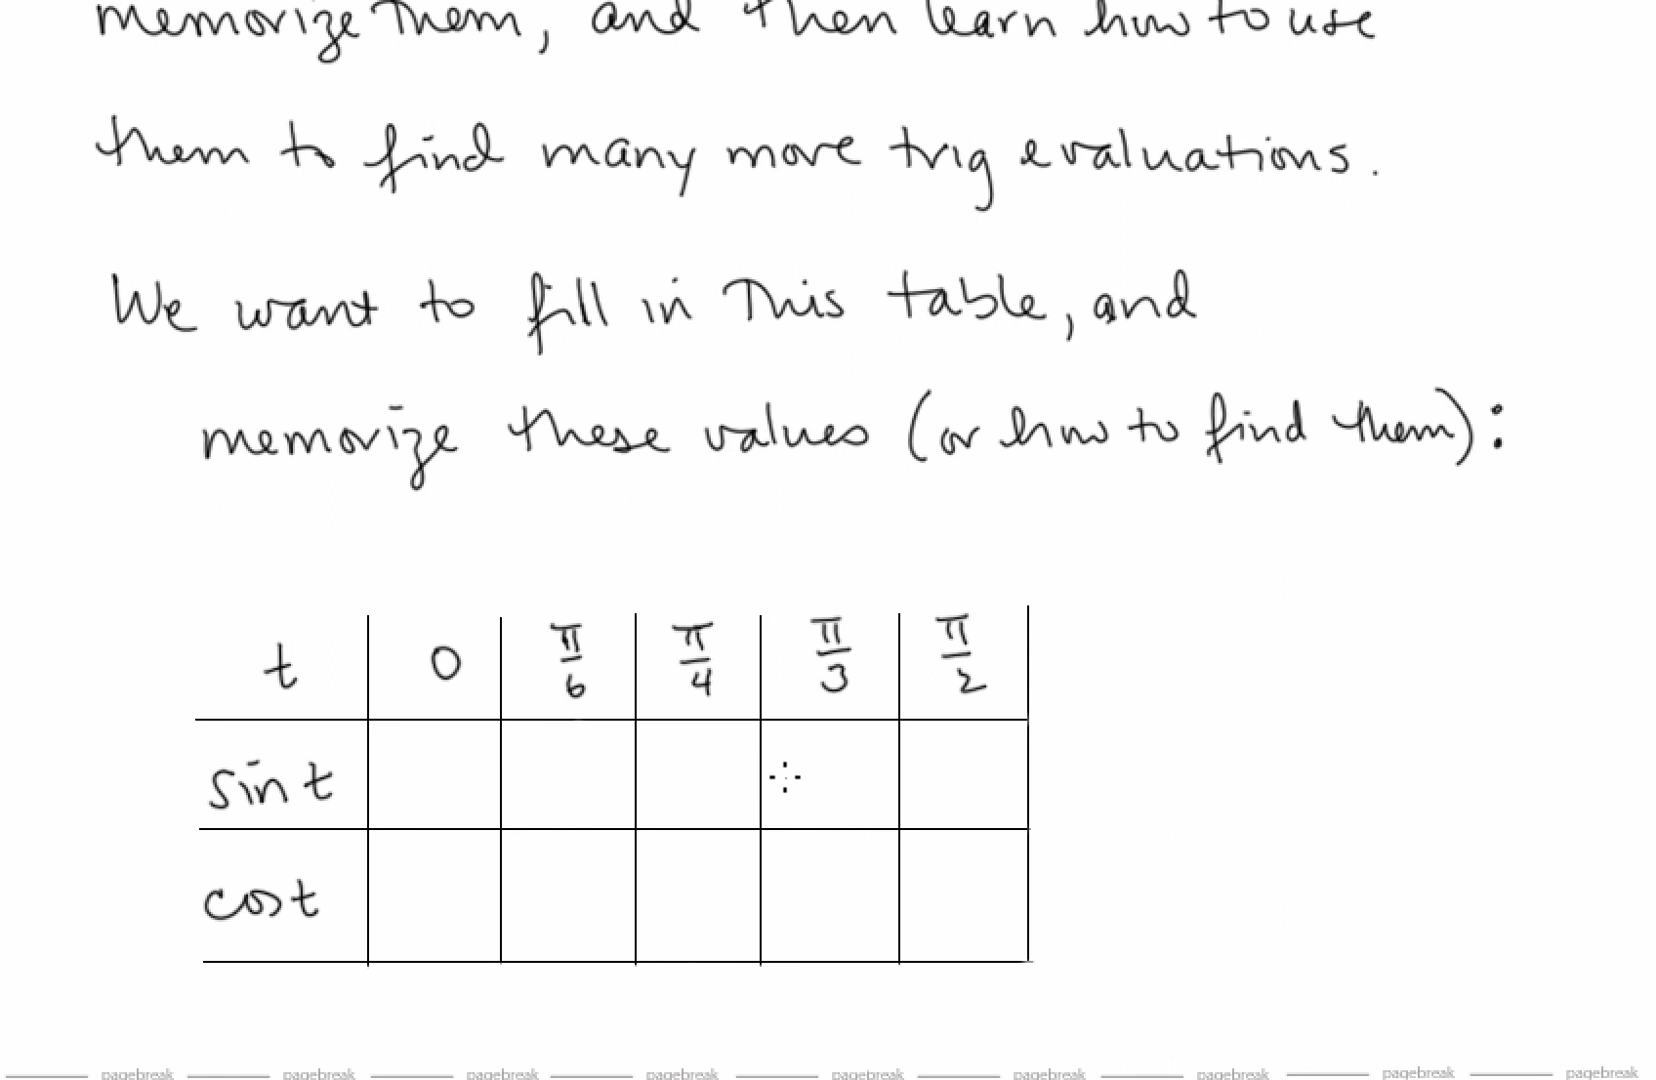 memorize them, and then learn how to use
them to find many more trig evaluations.
We want to fill in this table, and
memorize these values (or how to find them):
t 0 π/6 π/4 π/3 π/2
sin t
cos t
pagebreak pagebreak pagebreak pagebreak pagebreak pagebreak pagebreak pagebreak pagebreak